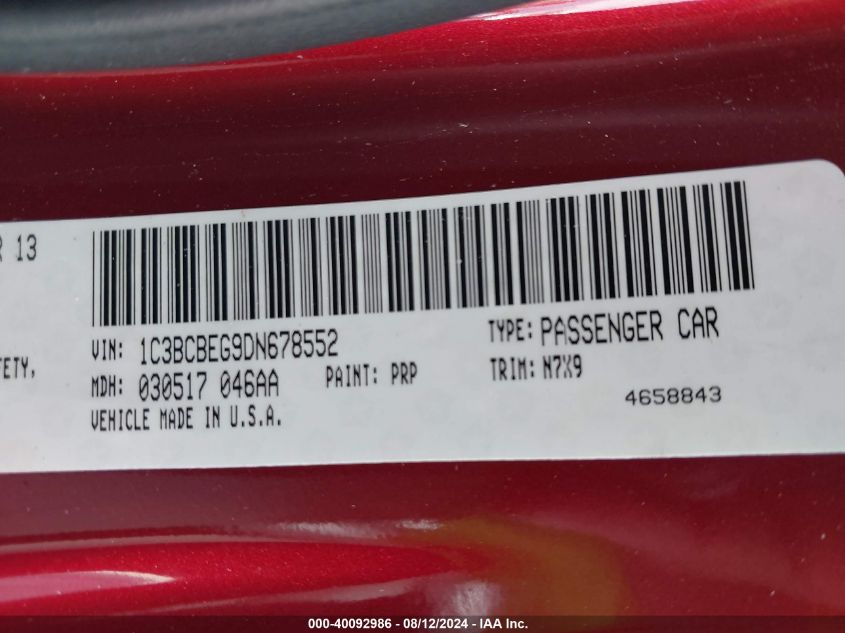 R 13
FETY,
VIN: 1C3BCBEG9DN678552
TYPE: PASSENGER CAR
MDH: 030517 046AA
PAINT: PRP
TRIM: N7X9
VEHICLE MADE IN U.S.A.
4658843
000-40092986 - 08/12/2024 - IAA Inc.